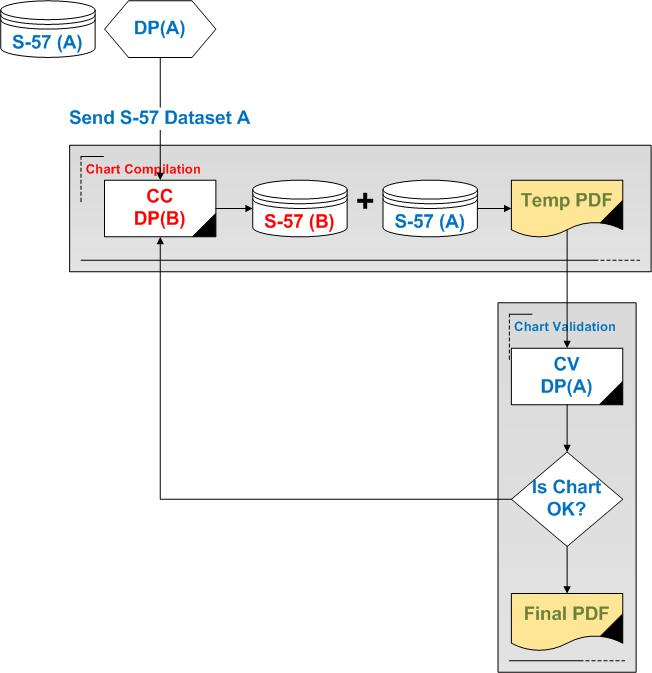 S-57 (A)
DP(A)
Send S-57 Dataset A
Chart Compilation
CC
DP(B)
S-57 (B)
+
S-57 (A)
Temp PDF
Chart Validation
CV
DP(A)
Is Chart
OK?
Final PDF